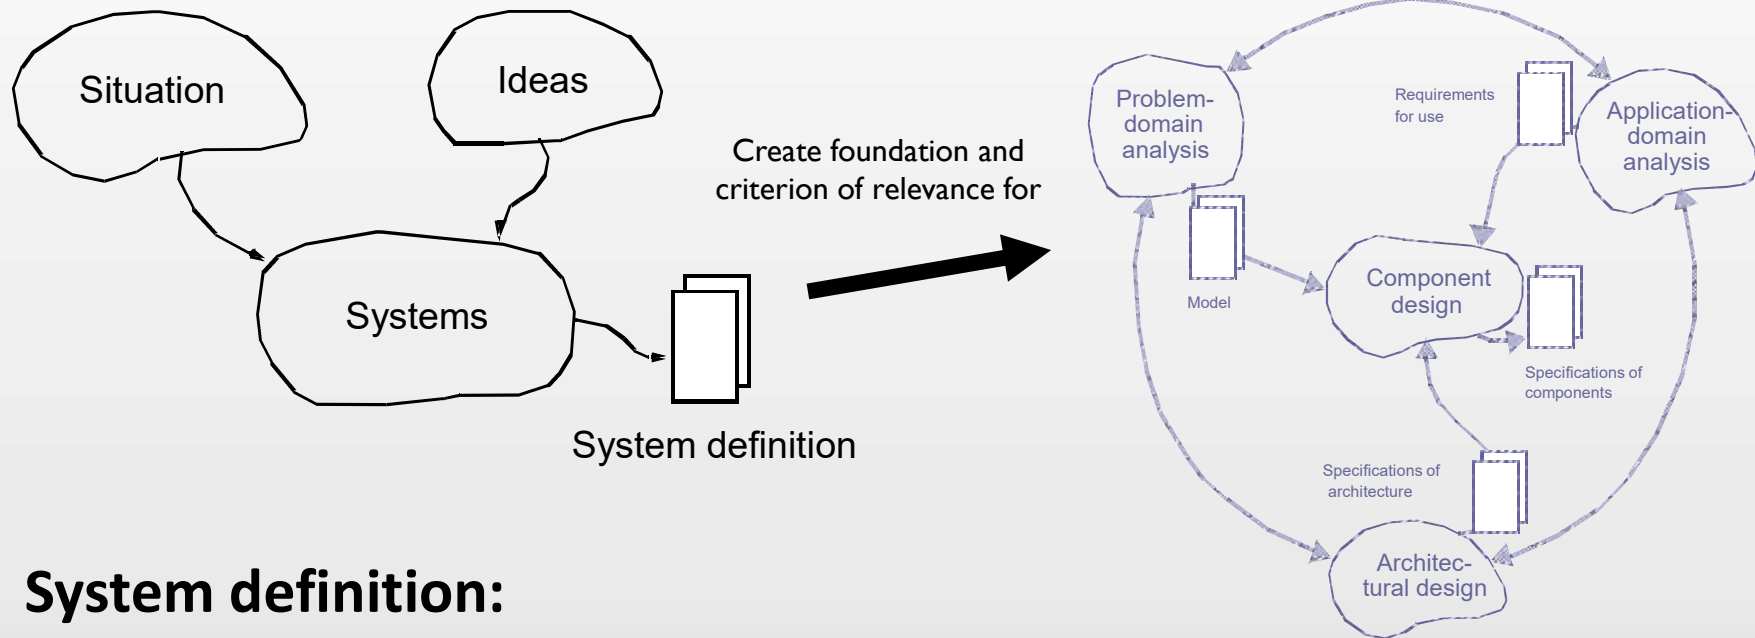 Situation
Ideas
Create foundation and
criterion of relevance for
Systems
System definition
Problem-
domain
analysis
Requirements
for use
Application-
domain
analysis
Model
Component
design
Specifications of
components
Specifications of
architecture
Architec-
tural design
System definition: